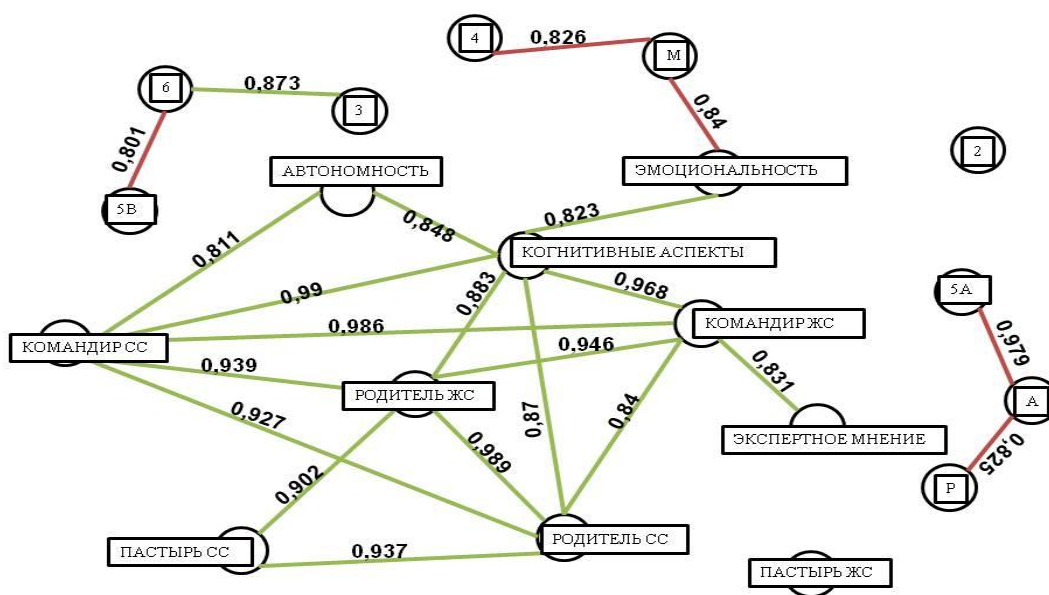 4
0,826
М
6
0,873
3
0,84
0,801
2
АВТОНОМНОСТЬ
ЭМОЦИОНАЛЬНОСТЬ
5В
0,823
0,848
0,811
КОГНИТИВНЫЕ АСПЕКТЫ
0,99
0,883
0,968
5А
0,986
КОМАНДИР ЖС
КОМАНДИР СС
0,946
0,979
0,939
0,831
РОДИТЕЛЬ ЖС
А
0,927
0,87
0,84
ЭКСПЕРТНОЕ МНЕНИЕ
0,989
0,825
0,902
Р
ПАСТЫРЬ СС
0,937
РОДИТЕЛЬ СС
ПАСТЫРЬ ЖС